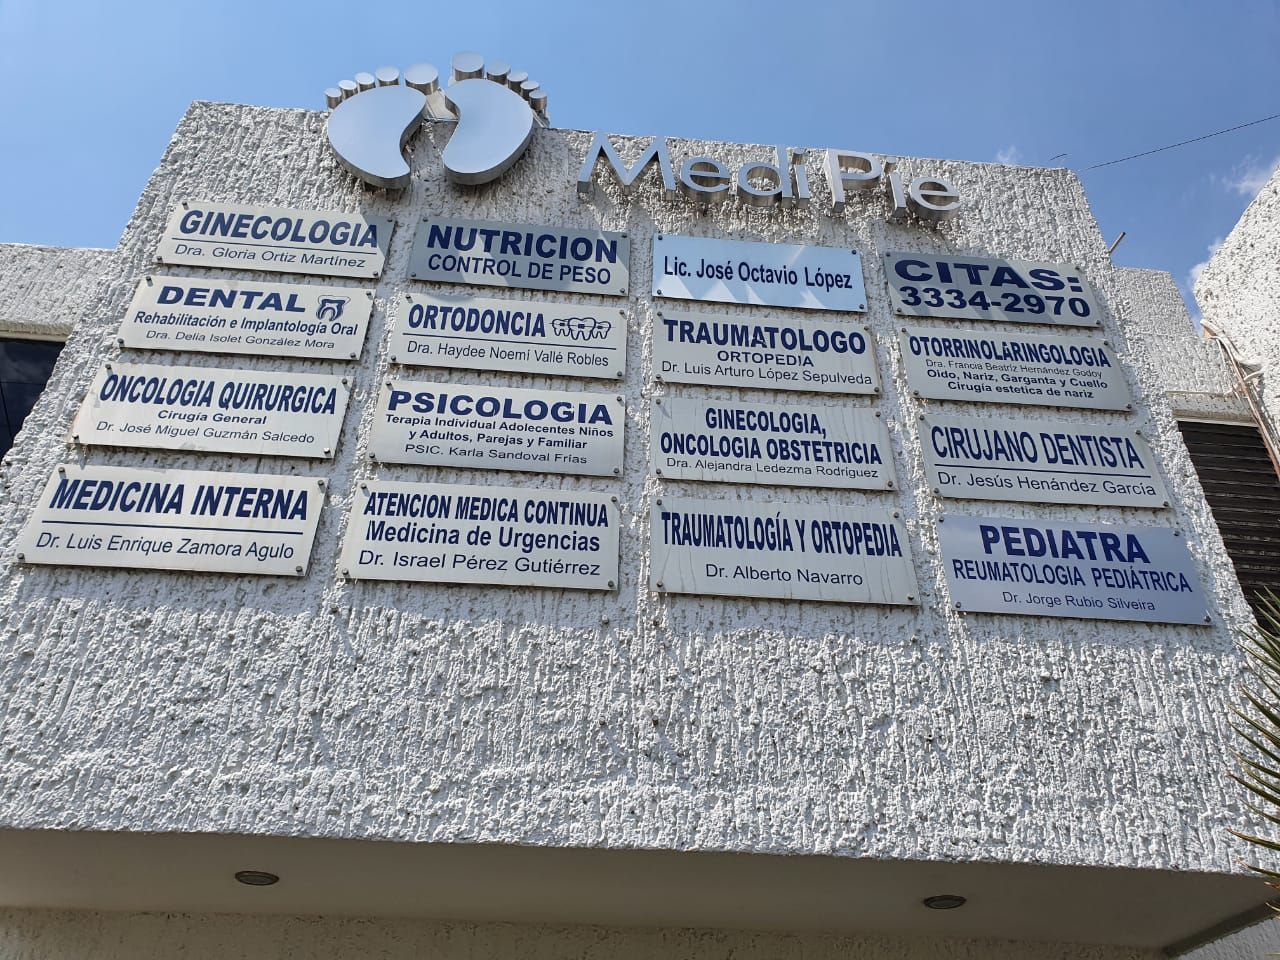 MediPie
GINECOLOGIA
Dra. Gloria Ortiz Martínez
NUTRICION
CONTROL DE PESO
Lic. José Octavio López
CITAS:
3334-2970
DENTAL
Rehabilitación e Implantología Oral
Dra. Delia Isolet González Mora
ORTODONCIA
Dra. Haydee Noemí Vallé Robles
TRAUMATOLOGO
ORTOPEDIA
Dr. Luis Arturo López Sepulveda
OTORRINOLARINGOLOGIA
Dra. Francia Beatríz Hernández Godoy
Oido, Naríz, Garganta y Cuello
Cirugía estetica de naríz
ONCOLOGIA QUIRURGICA
Cirugía General
Dr. José Miguel Guzmán Salcedo
PSICOLOGIA
Terapia Individual Adolecentes Niños
y Adultos, Parejas y Familiar
PSIC. Karla Sandoval Frías
GINECOLOGIA,
ONCOLOGIA OBSTETRICIA
Dra. Alejandra Ledezma Rodríguez
CIRUJANO DENTISTA
Dr. Jesús Henández García
MEDICINA INTERNA
Dr. Luis Enrique Zamora Agulo
ATENCION MEDICA CONTINUA
Medicina de Urgencias
Dr. Israel Pérez Gutiérrez
TRAUMATOLOGÍA Y ORTOPEDIA
Dr. Alberto Navarro
PEDIATRA
REUMATOLOGIA PEDIÁTRICA
Dr. Jorge Rubio Silveira